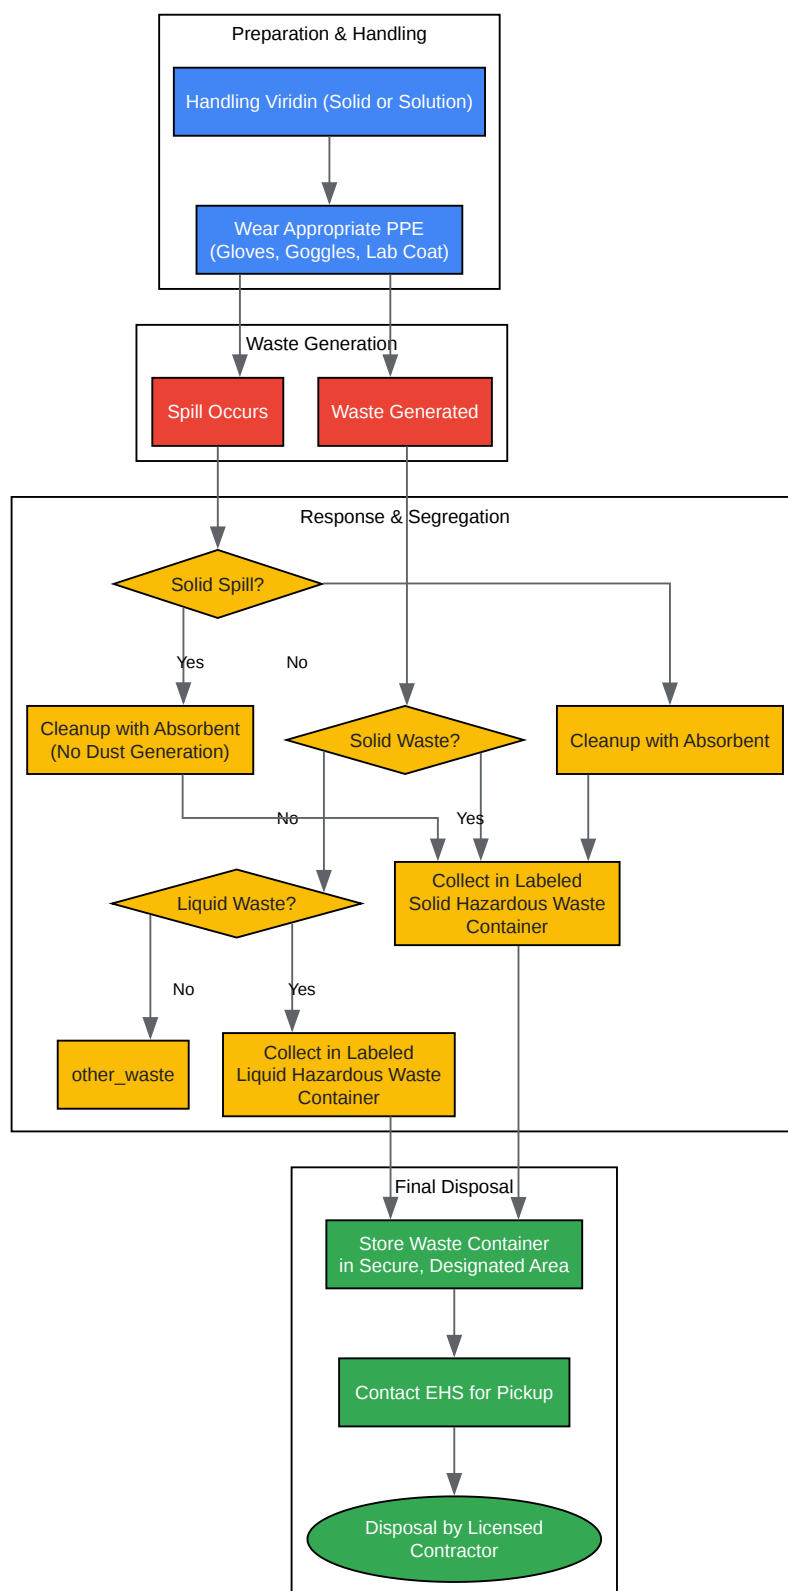 Preparation & Handling
Handling Viridin (Solid or Solution)
Wear Appropriate PPE
(Gloves, Goggles, Lab Coat)
Waste Generation
Spill Occurs
Waste Generated
Response & Segregation
Solid Spill?
Yes
No
Cleanup with Absorbent
(No Dust Generation)
Solid Waste?
Cleanup with Absorbent
No
Yes
Liquid Waste?
Collect in Labeled
Solid Hazardous Waste
Container
No
Yes
other_waste
Collect in Labeled
Liquid Hazardous Waste
Container
Final Disposal
Store Waste Container
in Secure, Designated Area
Contact EHS for Pickup
Disposal by Licensed
Contractor